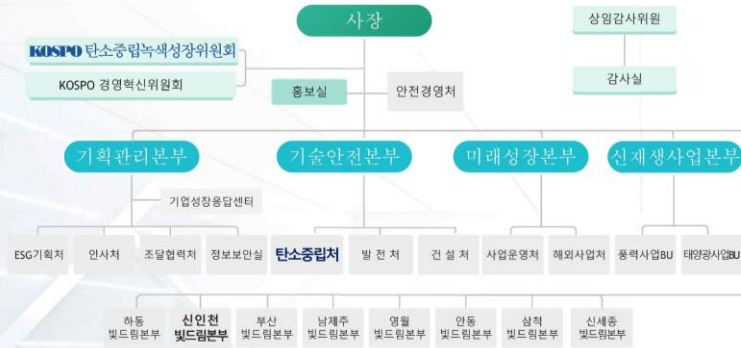 사장
상임감사위원
KOSPO 탄소중립녹색성장위원회
KOSPO 경영혁신위원회
감사실
홍보실
안전경영처
기획관리본부
기술안전본부
미래성장본부
신재생사업본부
기업성장응답센터
ESG기획처
인사처
조달협력처
정보보안실
탄소중립처
발전처
건설처
사업운영처
해외사업처
풍력사업BU
태양광사업BU
하동
빛드림본부
신인천
빛드림본부
부산
빛드림본부
남제주
빛드림본부
영월
빛드림본부
안동
빛드림본부
삼척
빛드림본부
신세종
빛드림본부